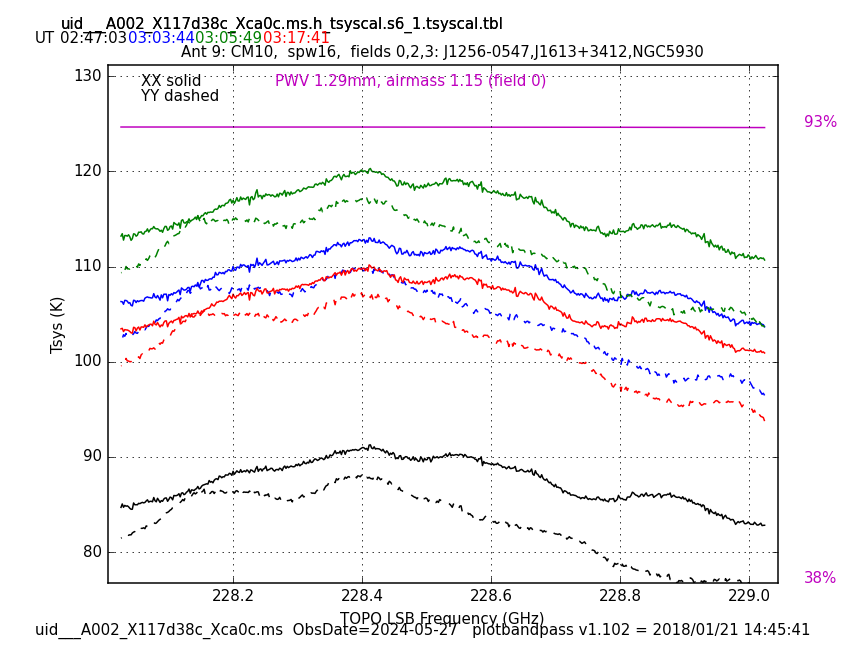 uid___A002_X117d38c_Xca0c.ms.h_tsyscal.s6_1.tsyscal.tbl
UT 02:47:03 03:03:44 03:05:49 03:17:41
Ant 9: CM10,  spw16,  fields 0,2,3: J1256-0547,J1613+3412,NGC5930
XX solid
YY dashed
PWV 1.29mm, airmass 1.15 (field 0)
93%
38%
130
120
110
100
90
80
Tsys (K)
228.2 228.4 228.6 228.8 229.0
TOPO LSB Frequency (GHz)
uid___A002_X117d38c_Xca0c.ms  ObsDate=2024-05-27   plotbandpass v1.102 = 2018/01/21 14:45:41